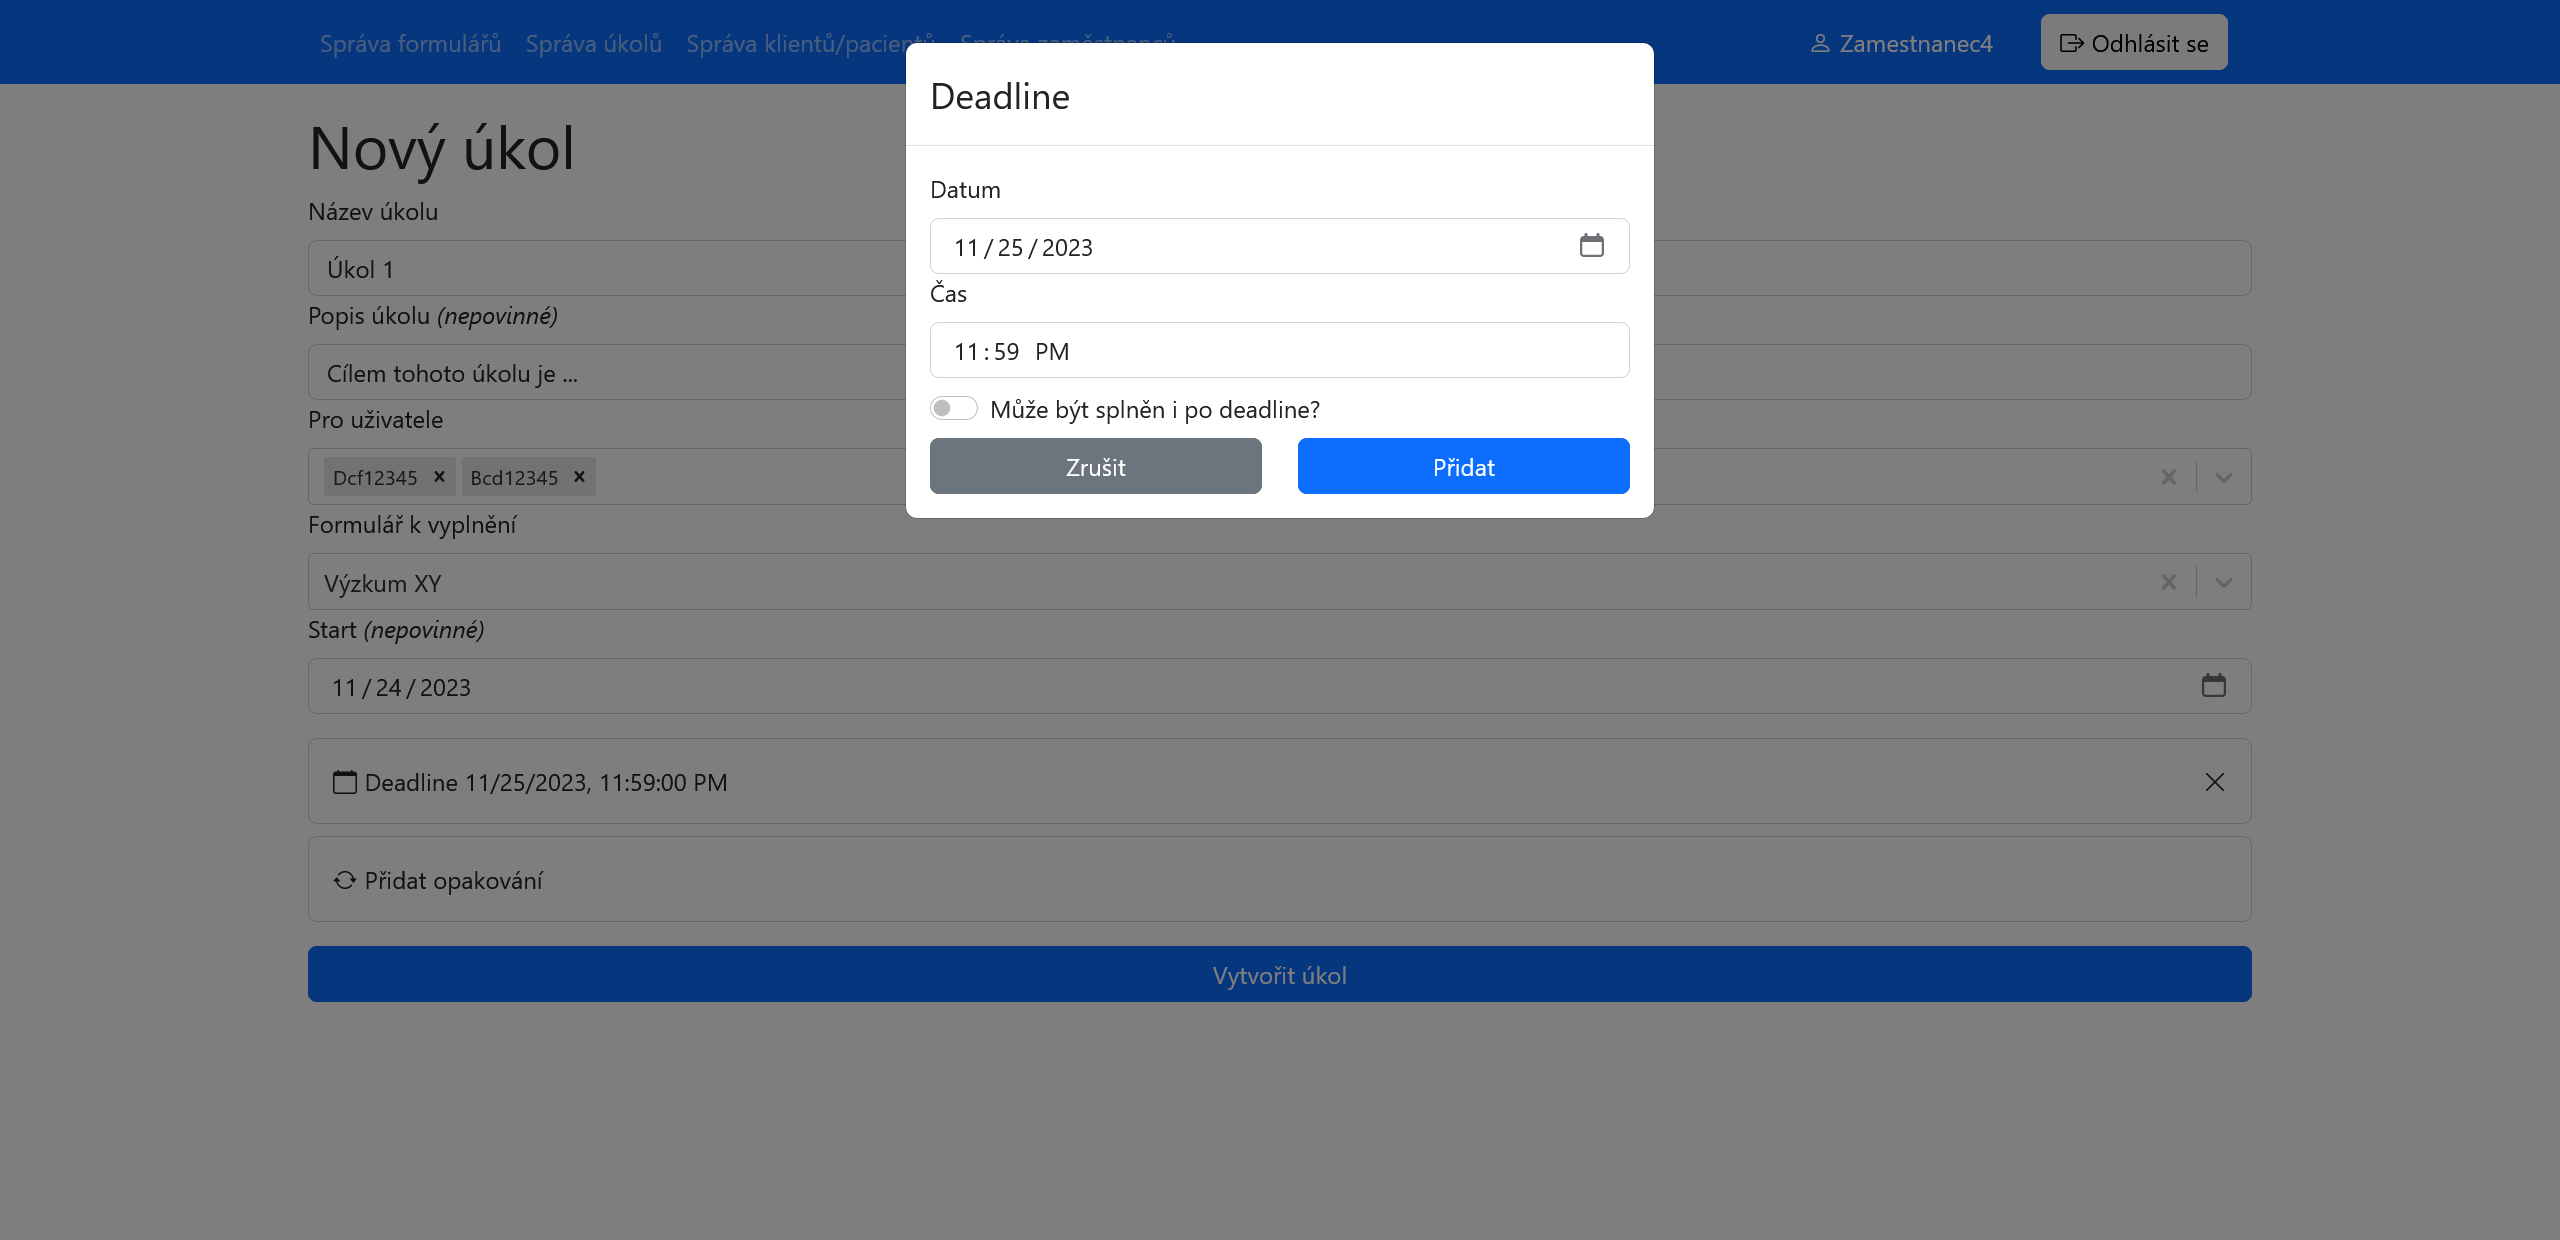 Správa formulářů Správa úkolů Správa klientů/pacientů Správa zaměstnanců Zamestnanec4 Odhlásit se
Deadline
Datum
11/25/2023
Čas
11:59 PM
Může být splněn i po deadline?
Zrušit Přidat
Nový úkol
Název úkolu
Úkol 1
Popis úkolu (nepovinné)
Cílem tohoto úkolu je ...
Pro uživatele
Dcf12345 Bcd12345
Formulář k vyplnění
Výzkum XY
Start (nepovinné)
11/24/2023
Deadline 11/25/2023, 11:59:00 PM
Přidat opakování
Vytvořit úkol